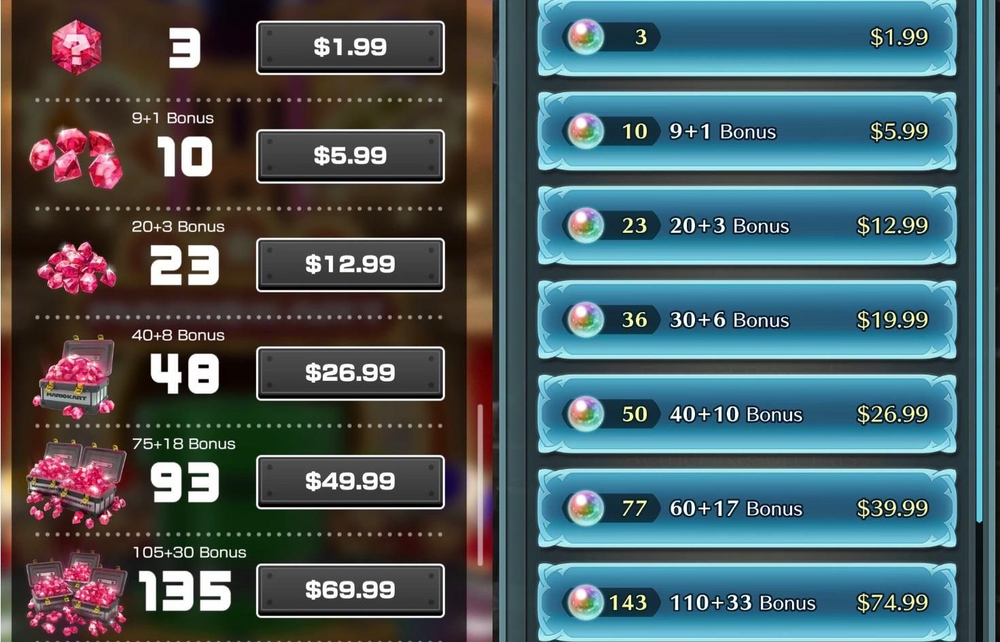 3
$1.99
9+1 Bonus
10
$5.99
20+3 Bonus
23
$12.99
40+8 Bonus
48
$26.99
MARIOKART
75+18 Bonus
93
$49.99
MARIOKART
MARIOKART
105+30 Bonus
135
$69.99
3 $1.99
10 9+1 Bonus $5.99
23 20+3 Bonus $12.99
36 30+6 Bonus $19.99
50 40+10 Bonus $26.99
77 60+17 Bonus $39.99
143 110+33 Bonus $74.99